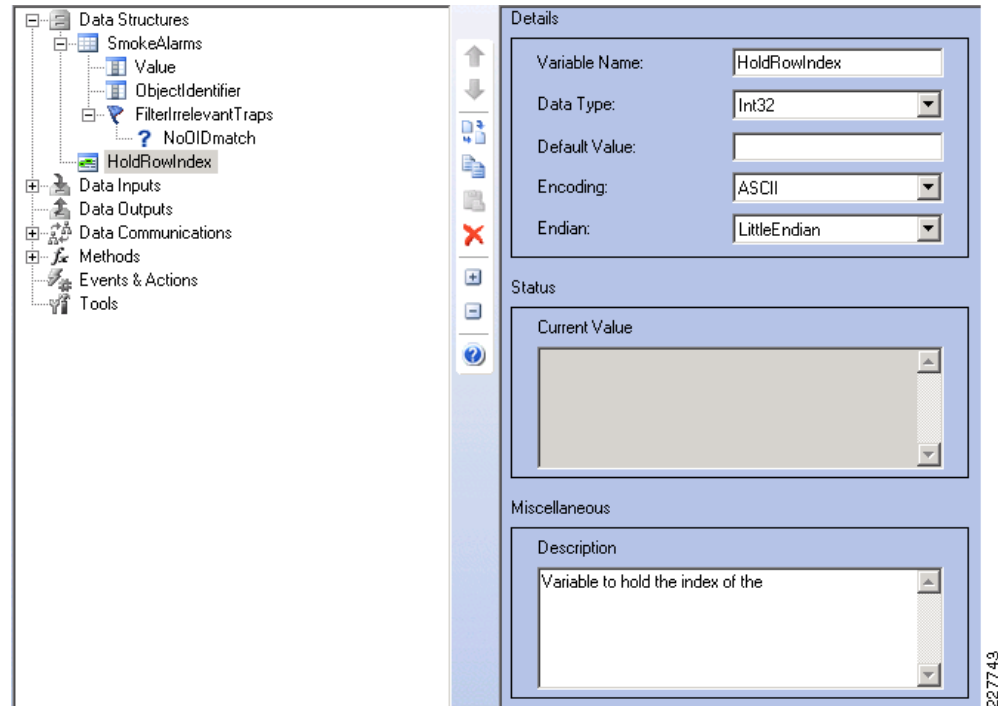 Data Structures
SmokeAlarms
Value
ObjectIdentifier
FilterIrrelevantTraps
NoOIDmatch
HoldRowIndex
Data Inputs
Data Outputs
Data Communications
Methods
Events & Actions
Tools
Details
Variable Name: HoldRowIndex
Data Type: Int32
Default Value:
Encoding: ASCII
Endian: LittleEndian
Status
Current Value
Miscellaneous
Description
Variable to hold the index of the
227743